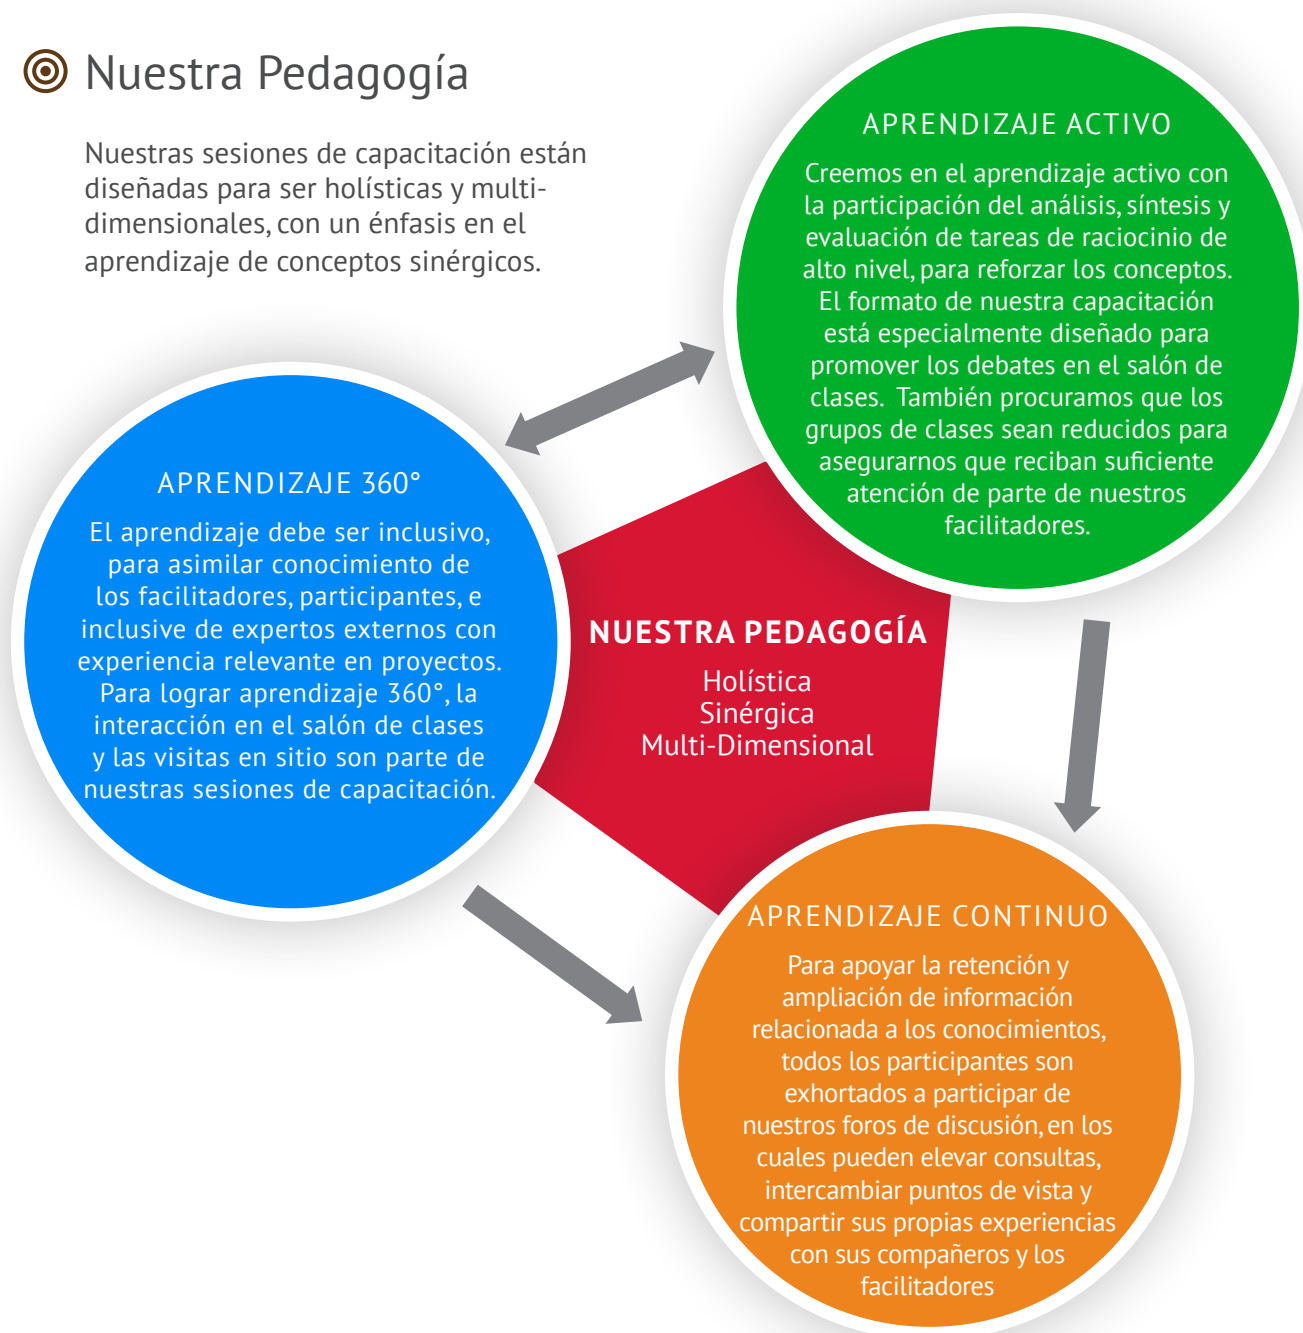 Nuestra Pedagogía
Nuestras sesiones de capacitación están
diseñadas para ser holísticas y multi-
dimensionales, con un énfasis en el
aprendizaje de conceptos sinérgicos.
APRENDIZAJE ACTIVO
Creemos en el aprendizaje activo con
la participación del análisis, síntesis y
evaluación de tareas de raciocinio de
alto nivel, para reforzar los conceptos.
El formato de nuestra capacitación
está especialmente diseñado para
promover los debates en el salón de
clases.  También procuramos que los
grupos de clases sean reducidos para
asegurarnos que reciban suficiente
atención de parte de nuestros
facilitadores.
APRENDIZAJE 360°
El aprendizaje debe ser inclusivo,
para asimilar conocimiento de
los facilitadores, participantes, e
inclusive de expertos externos con
experiencia relevante en proyectos.
Para lograr aprendizaje 360°, la
interacción en el salón de clases
y las visitas en sitio son parte de
nuestras sesiones de capacitación.
NUESTRA PEDAGOGÍA
Holística
Sinérgica
Multi-Dimensional
APRENDIZAJE CONTINUO
Para apoyar la retención y
ampliación de información
relacionada a los conocimientos,
todos los participantes son
exhortados a participar de
nuestros foros de discusión, en los
cuales pueden elevar consultas,
intercambiar puntos de vista y
compartir sus propias experiencias
con sus compañeros y los
facilitadores